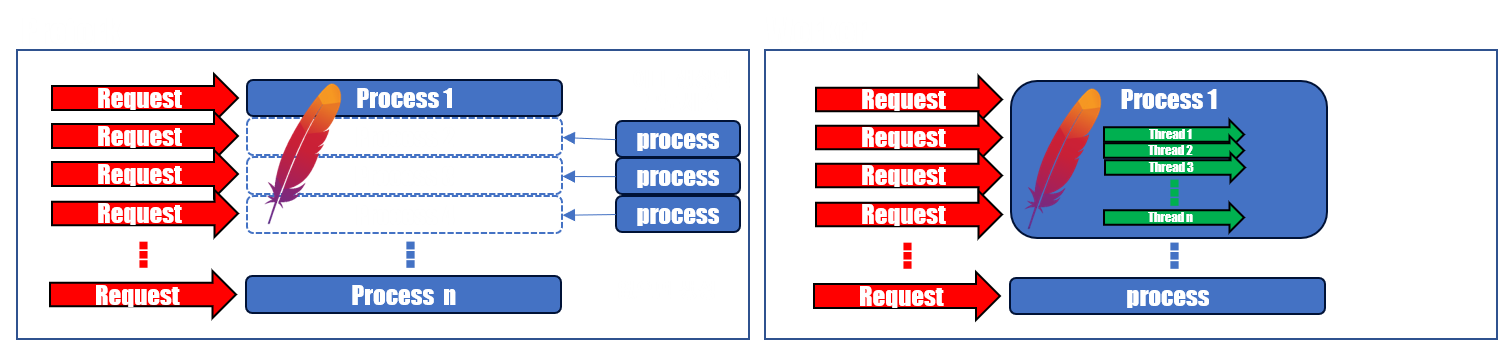 Request
Process 1
Request
process
Request
process
Request
process
Request
Process n
Request
Process 1
Request
Thread 1
Thread 2
Request
Thread 3
Request
Thread n
Request
process